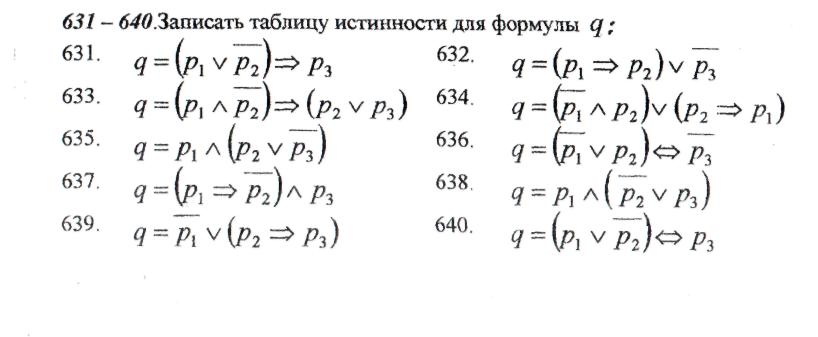 631 – 640.Записать таблицу истинности для формулы q:
631. q = (p₁ ∨ p̅₂) ⇒ p₃ 632. q = (p₁ ⇒ p₂) ∨ p̅₃
633. q = (p₁ ∧ p̅₂) ⇒ (p₂ ∨ p₃) 634. q = (p̅₁ ∧ p₂) ∨ (p₂ ⇒ p₁)
635. q = p₁ ∧ (p₂ ∨ p̅₃) 636. q = (p̅₁ ∨ p₂) ⇔ p̅₃
637. q = (p₁ ⇒ p̅₂) ∧ p₃ 638. q = p₁ ∧ (p̅₂ ∨ p₃)
639. q = p̅₁ ∨ (p₂ ⇒ p₃) 640. q = (p₁ ∨ p̅₂) ⇔ p₃